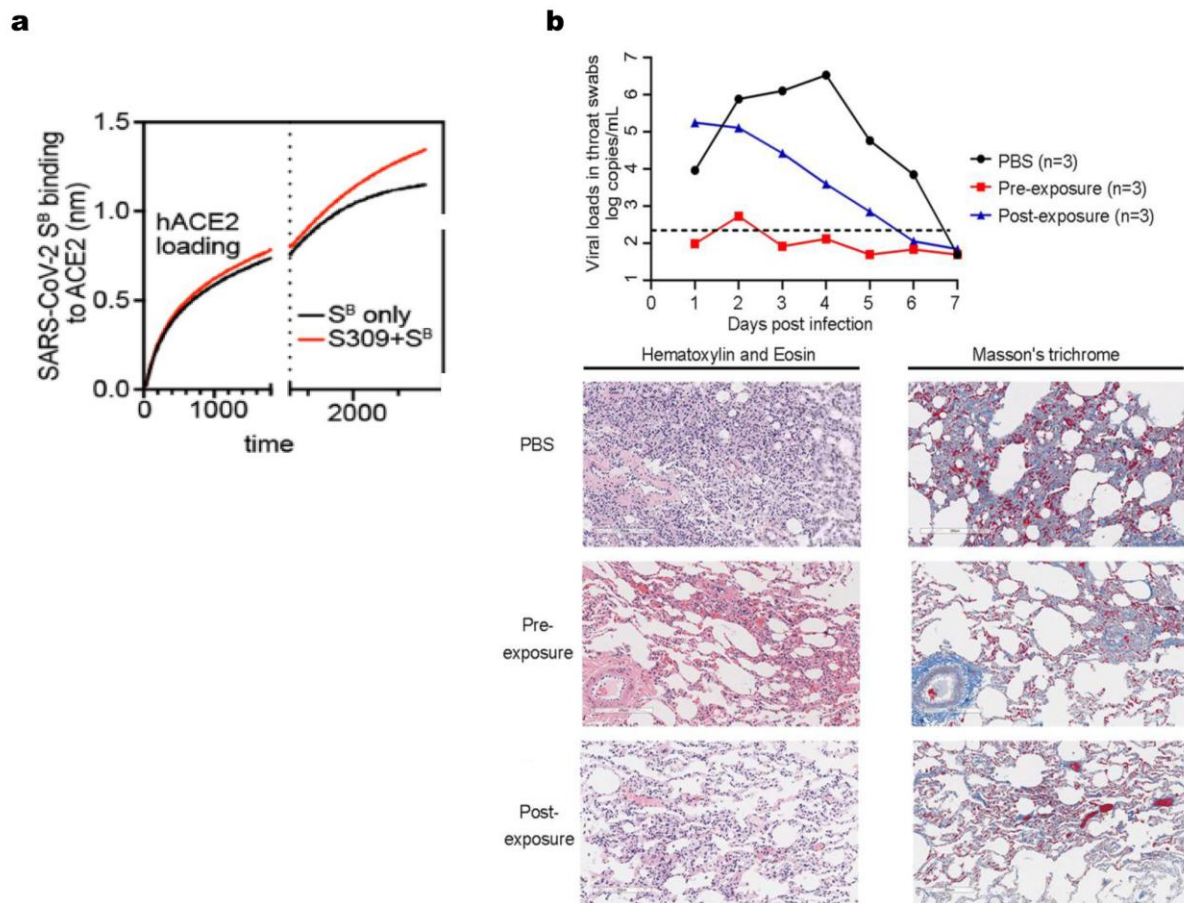 a
1.5
1.0
0.5
0.0
SARS-CoV-2 Sᴮ binding
to ACE2 (nm)
hACE2
loading
Sᴮ only
S309+Sᴮ
0
1000
2000
time
b
7
6
5
4
3
2
1
Viral loads in throat swabs
log copies/mL
0
1
2
3
4
5
6
7
Days post infection
PBS (n=3)
Pre-exposure (n=3)
Post-exposure (n=3)
Hematoxylin and Eosin
Masson's trichrome
PBS
Pre-
exposure
Post-
exposure